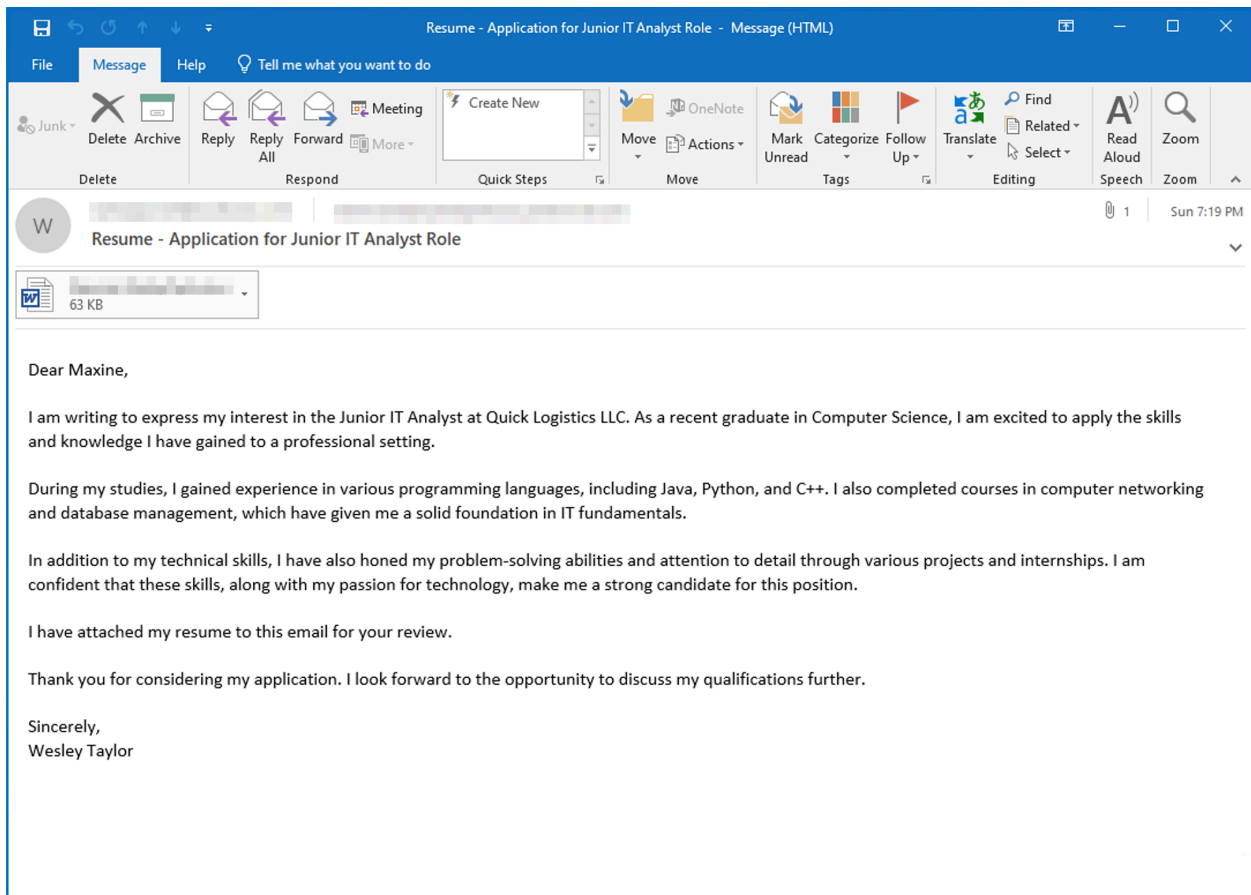 Resume - Application for Junior IT Analyst Role - Message (HTML)
File Message Help Tell me what you want to do
Junk
Delete
Archive
Reply
Reply All
Forward
Meeting
More
Create New
Move
OneNote
Actions
Mark Unread
Categorize
Follow Up
Translate
Find
Related
Select
Read Aloud
Zoom
Delete Respond Quick Steps Move Tags Editing Speech Zoom
W
1 Sun 7:19 PM
Resume - Application for Junior IT Analyst Role
63 KB
Dear Maxine,
I am writing to express my interest in the Junior IT Analyst at Quick Logistics LLC. As a recent graduate in Computer Science, I am excited to apply the skills
and knowledge I have gained to a professional setting.
During my studies, I gained experience in various programming languages, including Java, Python, and C++. I also completed courses in computer networking
and database management, which have given me a solid foundation in IT fundamentals.
In addition to my technical skills, I have also honed my problem-solving abilities and attention to detail through various projects and internships. I am
confident that these skills, along with my passion for technology, make me a strong candidate for this position.
I have attached my resume to this email for your review.
Thank you for considering my application. I look forward to the opportunity to discuss my qualifications further.
Sincerely,
Wesley Taylor